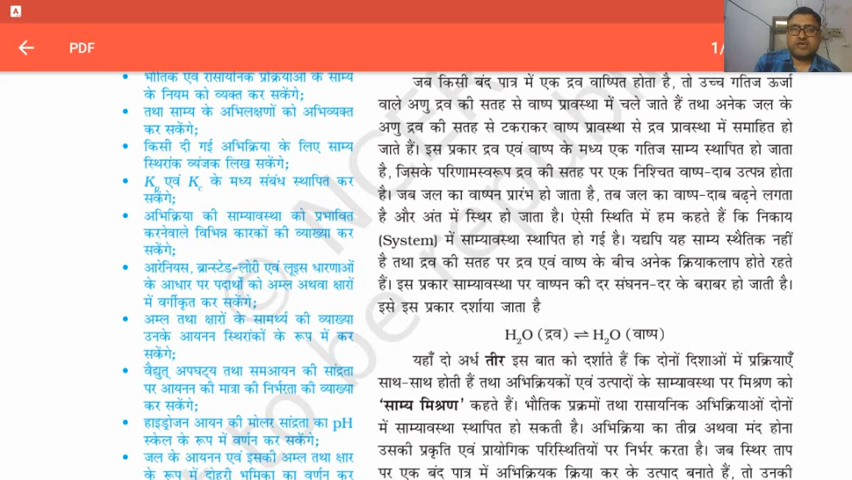 A
PDF
1/
भौतिक एवं रासायनिक प्रक्रियाओं के साम्य
के नियम को व्यक्त कर सकेंगे;
तथा साम्य के अभिलक्षणों को अभिव्यक्त
कर सकेंगे;
किसी दी गई अभिक्रिया के लिए साम्य
स्थिरांक व्यंजक लिख सकेंगे;
Kp एवं Kc के मध्य संबंध स्थापित कर
सकेंगे;
अभिक्रिया की साम्यावस्था को प्रभावित
करनेवाले विभिन्न कारकों की व्याख्या कर
सकेंगे;
आरेनियस, ब्रान्स्टेड-लोरी एवं लूइस धारणाओं
के आधार पर पदार्थों को अम्ल अथवा क्षारों
में वर्गीकृत कर सकेंगे;
अम्ल तथा क्षारों के सामर्थ्य की व्याख्या
उनके आयनन स्थिरांकों के रूप में कर
सकेंगे;
वैद्युत् अपघट्य तथा समआयन की सांद्रता
पर आयनन की मात्रा की निर्भरता की व्याख्या
कर सकेंगे;
हाइड्रोजन आयन की मोलर सांद्रता का pH
स्केल के रूप में वर्णन कर सकेंगे;
जल के आयनन एवं इसकी अम्ल तथा क्षार
के रूप में दोहरी भूमिका का वर्णन कर
जब किसी बंद पात्र में एक द्रव वाष्पित होता है, तो उच्च गतिज ऊर्जा
वाले अणु द्रव की सतह से वाष्प प्रावस्था में चले जाते हैं तथा अनेक जल के
अणु द्रव की सतह से टकराकर वाष्प प्रावस्था से द्रव प्रावस्था में समाहित हो
जाते हैं। इस प्रकार द्रव एवं वाष्प के मध्य एक गतिज साम्य स्थापित हो जाता
है, जिसके परिणामस्वरूप द्रव की सतह पर एक निश्चित वाष्प-दाब उत्पन्न होता
है। जब जल का वाष्पन प्रारंभ हो जाता है, तब जल का वाष्प-दाब बढ़ने लगता
है और अंत में स्थिर हो जाता है। ऐसी स्थिति में हम कहते हैं कि निकाय
(System) में साम्यावस्था स्थापित हो गई है। यद्यपि यह साम्य स्थैतिक नहीं
है तथा द्रव की सतह पर द्रव एवं वाष्प के बीच अनेक क्रियाकलाप होते रहते
हैं। इस प्रकार साम्यावस्था पर वाष्पन की दर संघनन-दर के बराबर हो जाती है।
इसे इस प्रकार दर्शाया जाता है
H₂O (द्रव) ⇌ H₂O (वाष्प)
यहाँ दो अर्ध तीर इस बात को दर्शाते हैं कि दोनों दिशाओं में प्रक्रियाएँ
साथ-साथ होती हैं तथा अभिक्रियकों एवं उत्पादों के साम्यावस्था पर मिश्रण को
'साम्य मिश्रण' कहते हैं। भौतिक प्रक्रमों तथा रासायनिक अभिक्रियाओं दोनों
में साम्यावस्था स्थापित हो सकती है। अभिक्रिया का तीव्र अथवा मंद होना
उसकी प्रकृति एवं प्रायोगिक परिस्थितियों पर निर्भर करता है। जब स्थिर ताप
पर एक बंद पात्र में अभिक्रियक क्रिया कर के उत्पाद बनाते हैं, तो उनकी